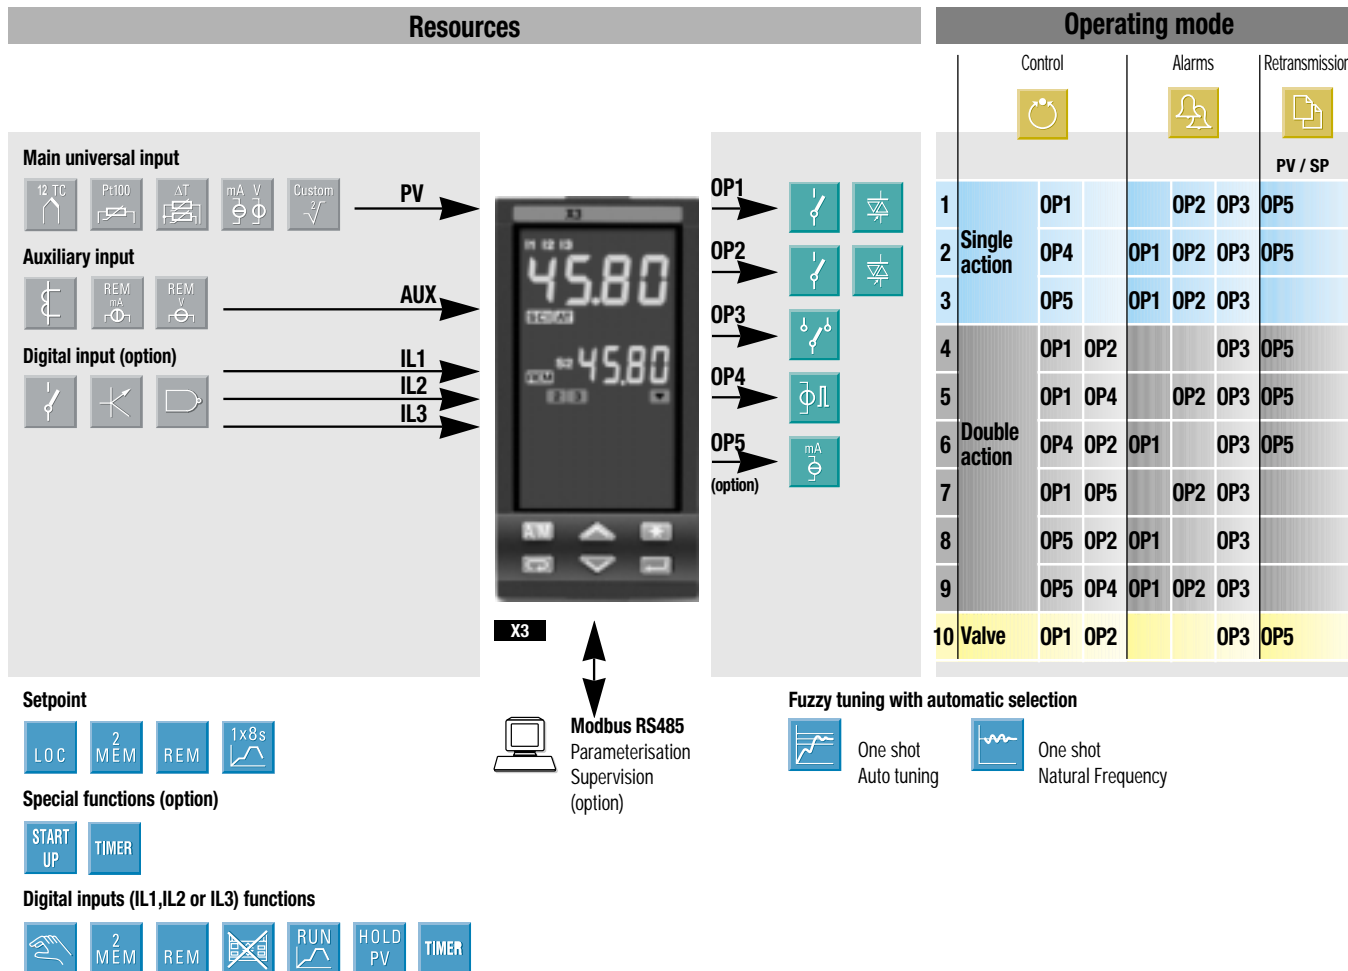 Resources
Operating mode
Control Alarms Retransmission
PV / SP
Main universal input
12 TC Pt100 ΔT mA V Custom
2√
PV
Auxiliary input
REM mA REM V
AUX
Digital input (option)
IL1
IL2
IL3
X3
I1 I2 I3
45.80
S2 45.80
A/M
X3
OP1
OP2
OP3
OP4
OP5
(option)
mA
1 OP1 OP2 OP3 OP5
2 Single action OP4 OP1 OP2 OP3 OP5
3 OP5 OP1 OP2 OP3
4 OP1 OP2 OP3 OP5
5 OP1 OP4 OP2 OP3 OP5
6 Double action OP4 OP2 OP1 OP3 OP5
7 OP1 OP5 OP2 OP3
8 OP5 OP2 OP1 OP3
9 OP5 OP4 OP1 OP2 OP3
10 Valve OP1 OP2 OP3 OP5
Setpoint
LOC 2 MEM REM 1x8s
Modbus RS485
Parameterisation
Supervision
(option)
Fuzzy tuning with automatic selection
One shot
Auto tuning
One shot
Natural Frequency
Special functions (option)
START UP TIMER
Digital inputs (IL1,IL2 or IL3) functions
2 MEM REM RUN HOLD PV TIMER